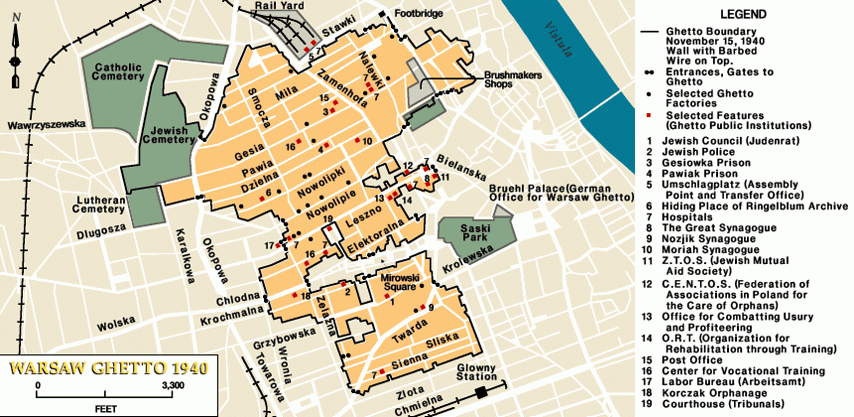 Rail Yard
Stawki
Footbridge
Vistula
N
Catholic
Cemetery
Okopowa
Smocza
Mila
Zamenhofa
Nalewki
5 7
7
7
15
3
Brushmakers
Shops
Wawrzyszewska
Jewish
Cemetery
Gesia
16
4
10
Pawia
Dzielna
6
Nowolipki
Nowolipie
Lutheran
Cemetery
Dlugosza
Karalkowa
Okopowa
12
7
Bielanska
8
11
7
13
14
Leszno
19
Elektoralna
17
7
16
7
Bruehl Palace(German
Office for Warsaw Ghetto)
Saski
Park
Krolewska
Mirowski
Square
Chlodna
Krochmalna
18
2
1
9
Zelazna
Wolska
Grzybowska
Towarowa
Wronia
Twarda
Sliska
Sienna
7
Zlota
Chmielna
Glowny
Station
WARSAW GHETTO 1940
0
3,300
FEET
LEGEND
Ghetto Boundary
November 15, 1940
Wall with Barbed
Wire on Top.
Entrances, Gates to
Ghetto
Selected Ghetto
Factories
Selected Features
(Ghetto Public Institutions)
1 Jewish Council (Judenrat)
2 Jewish Police
3 Gesiowka Prison
4 Pawiak Prison
5 Umschlagplatz (Assembly
Point and Transfer Office)
6 Hiding Place of Ringelblum Archive
7 Hospitals
8 The Great Synagogue
9 Nozjik Synagogue
10 Moriah Synagogue
11 Z.T.O.S. (Jewish Mutual
Aid Society)
12 C.E.N.T.O.S. (Federation of
Associations in Poland for
the Care of Orphans)
13 Office for Combatting Usury
and Profiteering
14 O.R.T. (Organization for
Rehabilitation through Training)
15 Post Office
16 Center for Vocational Training
17 Labor Bureau (Arbeitsamt)
18 Korczak Orphanage
19 Courthouse (Tribunals)